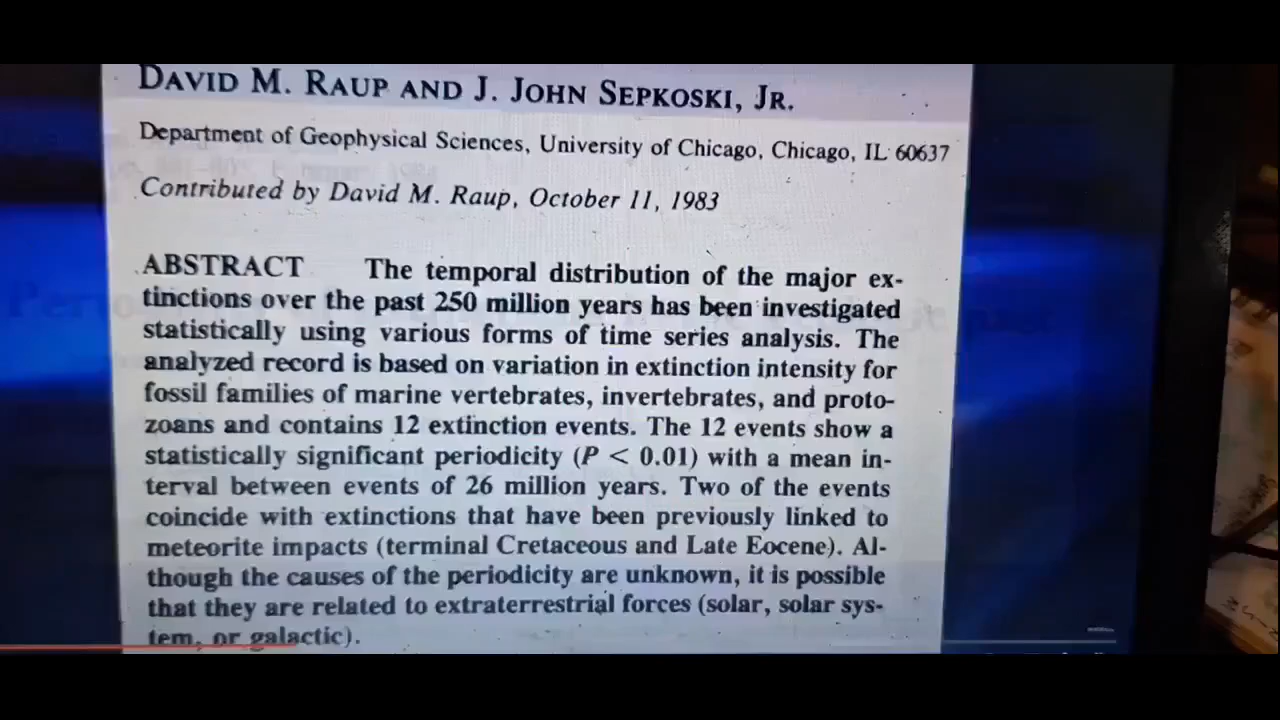 DAVID M. RAUP AND J. JOHN SEPKOSKI, JR.
Department of Geophysical Sciences, University of Chicago, Chicago, IL 60637
Contributed by David M. Raup, October 11, 1983
ABSTRACT The temporal distribution of the major ex-
tinctions over the past 250 million years has been investigated
statistically using various forms of time series analysis. The
analyzed record is based on variation in extinction intensity for
fossil families of marine vertebrates, invertebrates, and proto-
zoans and contains 12 extinction events. The 12 events show a
statistically significant periodicity (P < 0.01) with a mean in-
terval between events of 26 million years. Two of the events
coincide with extinctions that have been previously linked to
meteorite impacts (terminal Cretaceous and Late Eocene). Al-
though the causes of the periodicity are unknown, it is possible
that they are related to extraterrestrial forces (solar, solar sys-
tem, or galactic).